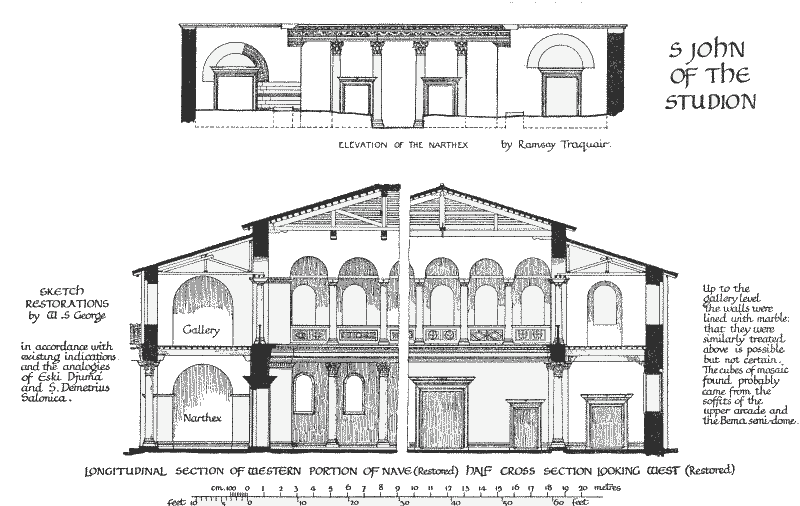 S JOHN
OF THE
STUDION
ELEVATION OF THE NARTHEX by Ramsay Traquair.
SKETCH
RESTORATIONS
by W. S George
in accordance with
existing indications
and the analogies
of Eski Djuma
and S. Demetrius
Salonica.
Gallery
Narthex
Up to the
gallery level
the walls were
lined with marble:
that they were
similarly treated
above is possible
but not certain.
The cubes of mosaic
found probably
came from the
soffits of the
upper arcade and
the Bema semi-dome.
LONGITUDINAL SECTION OF WESTERN PORTION OF NAVE (Restored) HALF CROSS SECTION LOOKING WEST (Restored)
cm. 100 0 1 2 3 4 5 6 7 8 9 10 11 12 13 14 15 16 17 18 19 20 metres
feet 10 5 0 10 20 30 40 50 60 feet